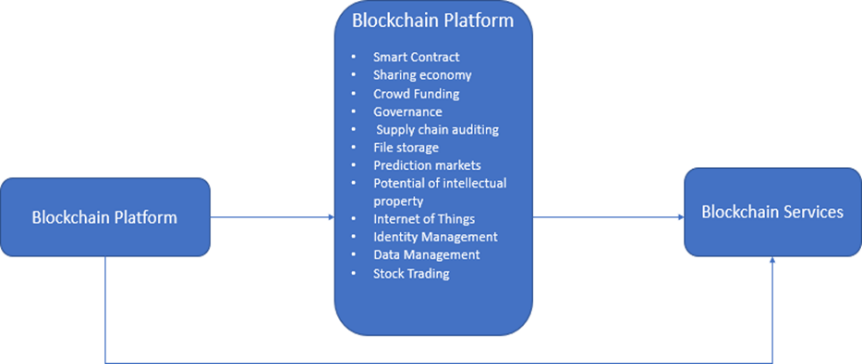 Blockchain Platform
• Smart Contract
• Sharing economy
• Crowd Funding
• Governance
• Supply chain auditing
• File storage
• Prediction markets
• Potential of intellectual
property
• Internet of Things
• Identity Management
• Data Management
• Stock Trading
Blockchain Platform
Blockchain Services